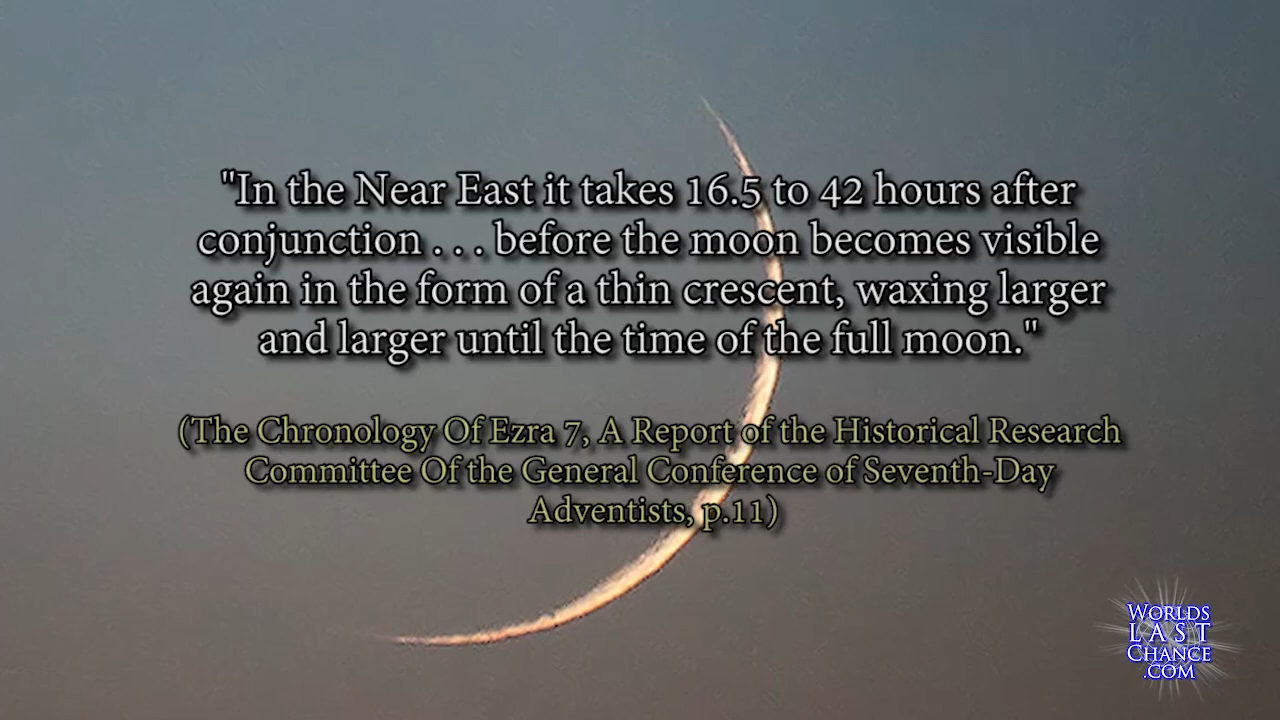 "In the Near East it takes 16.5 to 42 hours after
conjunction . . . before the moon becomes visible
again in the form of a thin crescent, waxing larger
and larger until the time of the full moon."
(The Chronology Of Ezra 7, A Report of the Historical Research
Committee Of the General Conference of Seventh-Day
Adventists, p.11)
WORLDS
LAST
CHANCE
.COM